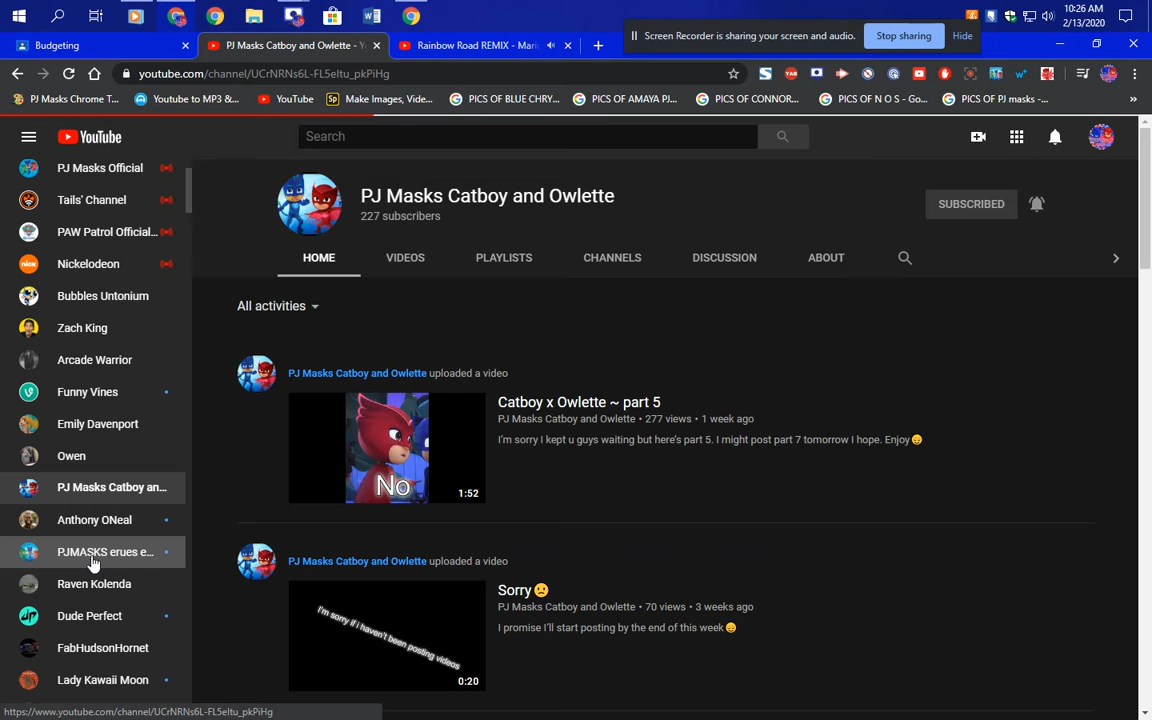 10:26 AM
2/13/2020
Budgeting
PJ Masks Catboy and Owlette - Y
Rainbow Road REMIX - Mari
Screen Recorder is sharing your screen and audio.
Stop sharing
Hide
youtube.com/channel/UCrNRNs6L-FL5eltu_pkPiHg
PJ Masks Chrome T...
Youtube to MP3 &...
YouTube
Sp
Make Images, Vide...
PICS OF BLUE CHRY...
PICS OF AMAYA PJ...
PICS OF CONNOR...
PICS OF N O S - Go...
PICS OF PJ masks -...
»
YouTube
Search
PJ Masks Official
Tails' Channel
PAW Patrol Official...
Nickelodeon
Bubbles Untonium
Zach King
Arcade Warrior
Funny Vines
Emily Davenport
Owen
PJ Masks Catboy an...
Anthony ONeal
PJMASKS erues e...
Raven Kolenda
Dude Perfect
FabHudsonHornet
Lady Kawaii Moon
PJ Masks Catboy and Owlette
227 subscribers
SUBSCRIBED
HOME
VIDEOS
PLAYLISTS
CHANNELS
DISCUSSION
ABOUT
All activities
PJ Masks Catboy and Owlette uploaded a video
No
1:52
Catboy x Owlette ~ part 5
PJ Masks Catboy and Owlette • 277 views • 1 week ago
I'm sorry I kept u guys waiting but here's part 5. I might post part 7 tomorrow I hope. Enjoy😔
PJ Masks Catboy and Owlette uploaded a video
I'm sorry if i haven't been posting videos
0:20
Sorry🙁
PJ Masks Catboy and Owlette • 70 views • 3 weeks ago
I promise I'll start posting by the end of this week😔
https://www.youtube.com/channel/UCrNRNs6L-FL5eltu_pkPiHg